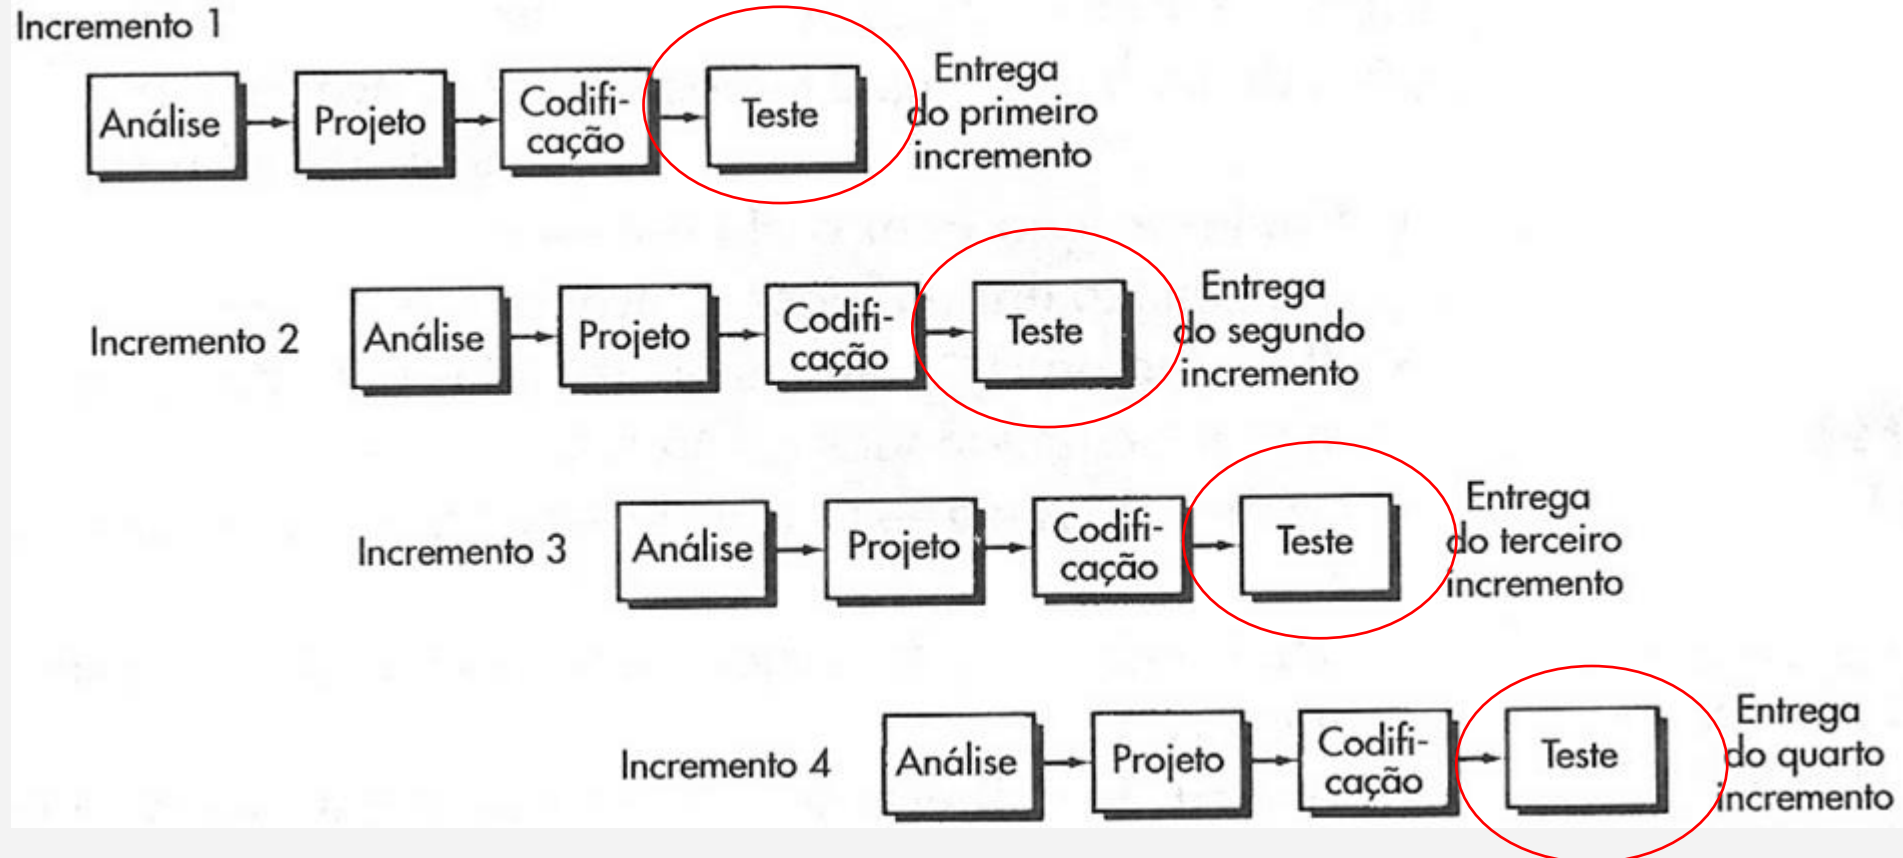 Incremento 1
Análise
Projeto
Codifi-
cação
Teste
Entrega
do primeiro
incremento
Incremento 2
Análise
Projeto
Codifi-
cação
Teste
Entrega
do segundo
incremento
Incremento 3
Análise
Projeto
Codifi-
cação
Teste
Entrega
do terceiro
incremento
Incremento 4
Análise
Projeto
Codifi-
cação
Teste
Entrega
do quarto
incremento